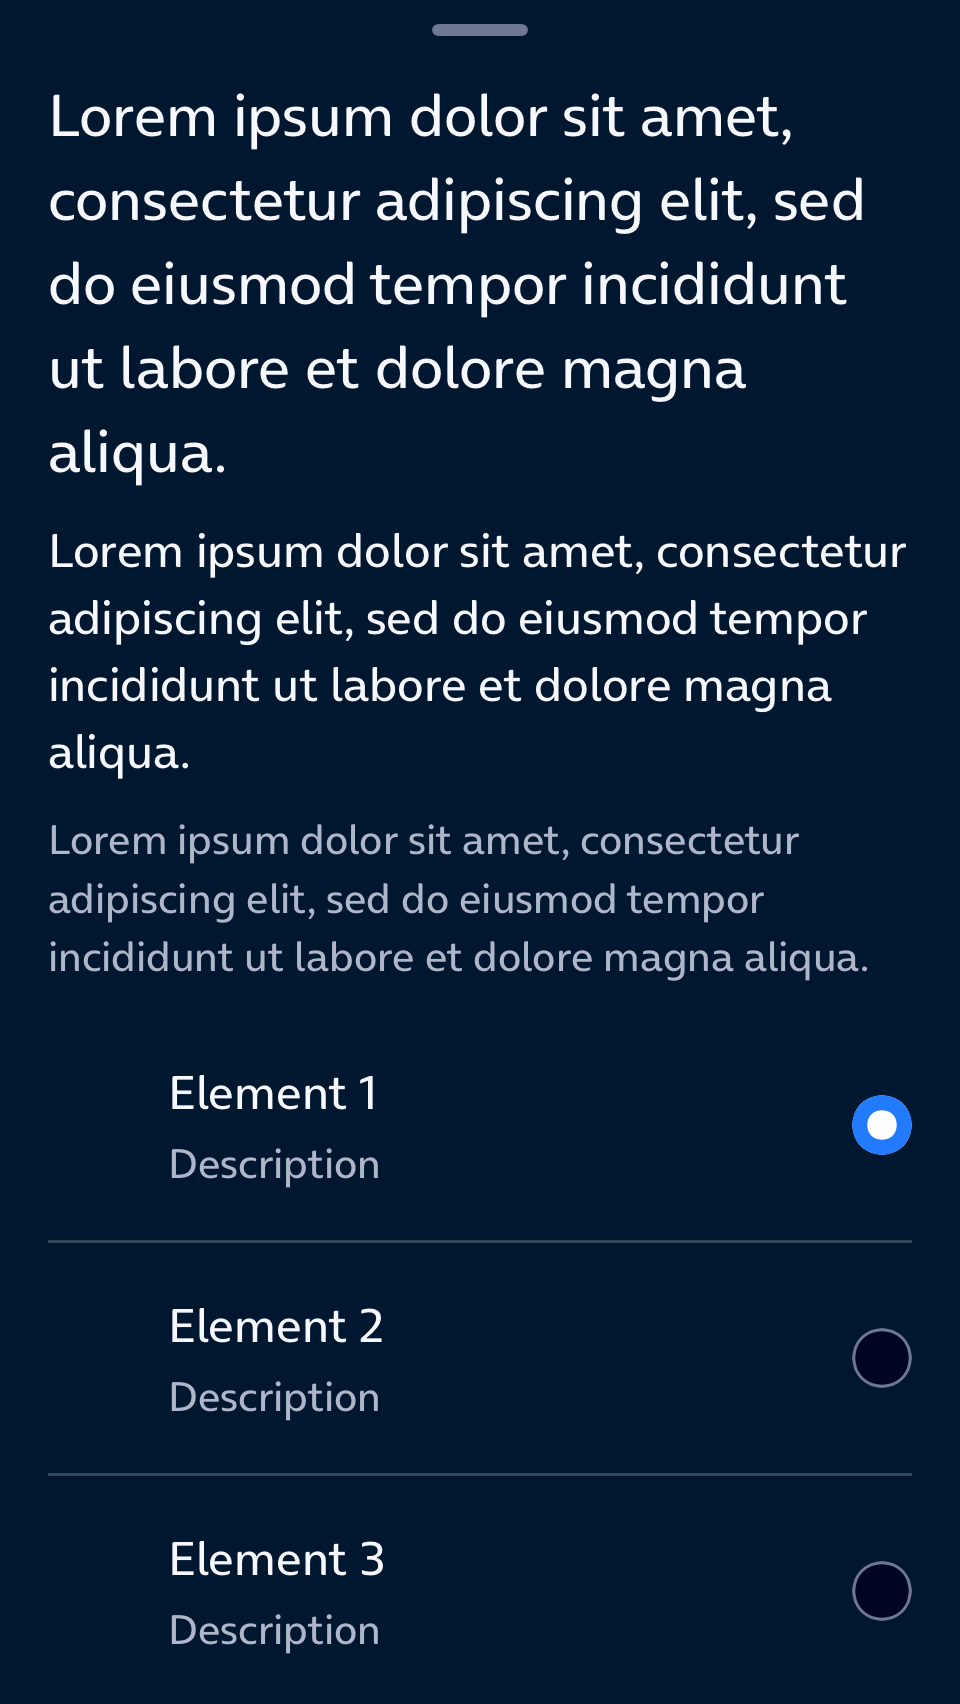 Lorem ipsum dolor sit amet,
consectetur adipiscing elit, sed
do eiusmod tempor incididunt
ut labore et dolore magna
aliqua.
Lorem ipsum dolor sit amet, consectetur
adipiscing elit, sed do eiusmod tempor
incididunt ut labore et dolore magna
aliqua.
Lorem ipsum dolor sit amet, consectetur
adipiscing elit, sed do eiusmod tempor
incididunt ut labore et dolore magna aliqua.
Element 1
Description
Element 2
Description
Element 3
Description